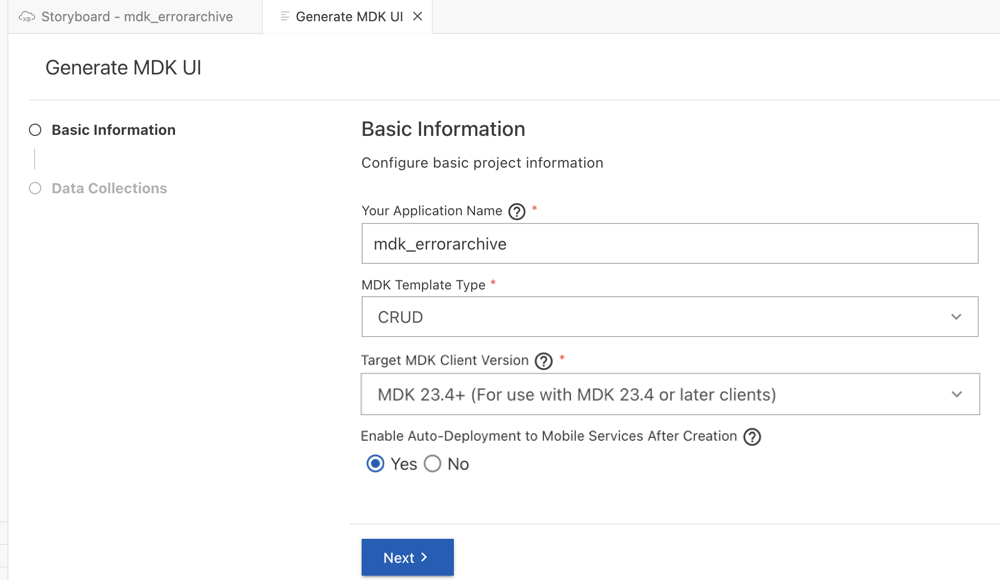 Storyboard - mdk_errorarchive
Generate MDK UI
Generate MDK UI
Basic Information
Data Collections
Basic Information
Configure basic project information
Your Application Name ? *
mdk_errorarchive
MDK Template Type *
CRUD
Target MDK Client Version ? *
MDK 23.4+ (For use with MDK 23.4 or later clients)
Enable Auto-Deployment to Mobile Services After Creation ?
Yes No
Next >